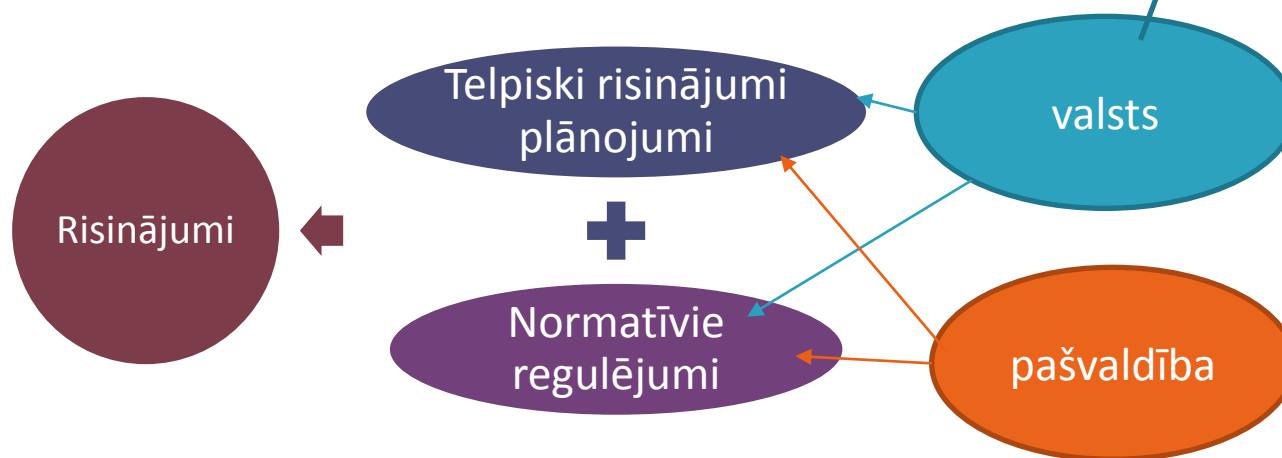 Telpiski risinājumi
plānojumi
valsts
Risinājumi
Normatīvie
regulējumi
pašvaldība